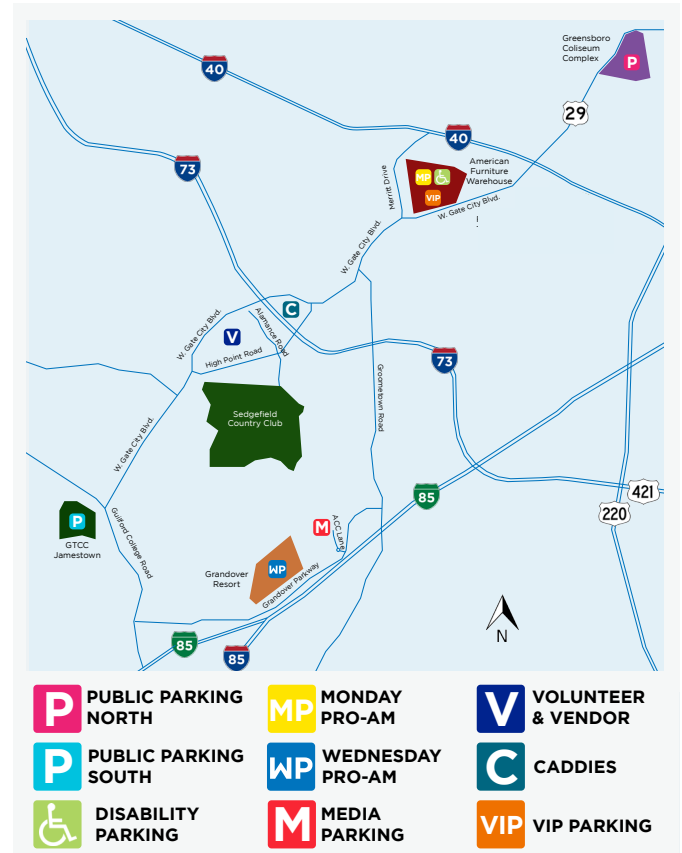 Greensboro
Coliseum
Complex
P
40
29
40
73
American
Furniture
Warehouse
MP
VIP
Merritt Drive
W. Gate City Blvd.
!
W. Gate City Blvd.
C
W. Gate City Blvd.
V
Alamance Road
High Point Road
73
Groometown Road
Sedgefield
Country Club
W. Gate City Blvd.
85
421
220
P
GTCC
Jamestown
M
ACC Lane
Guilford College Road
Grandover
Resort
WP
Grandover Parkway
N
85
85
P PUBLIC PARKING
NORTH
MP MONDAY
PRO-AM
V VOLUNTEER
& VENDOR
P PUBLIC PARKING
SOUTH
WP WEDNESDAY
PRO-AM
C CADDIES
DISABILITY
PARKING
M MEDIA
PARKING
VIP VIP PARKING